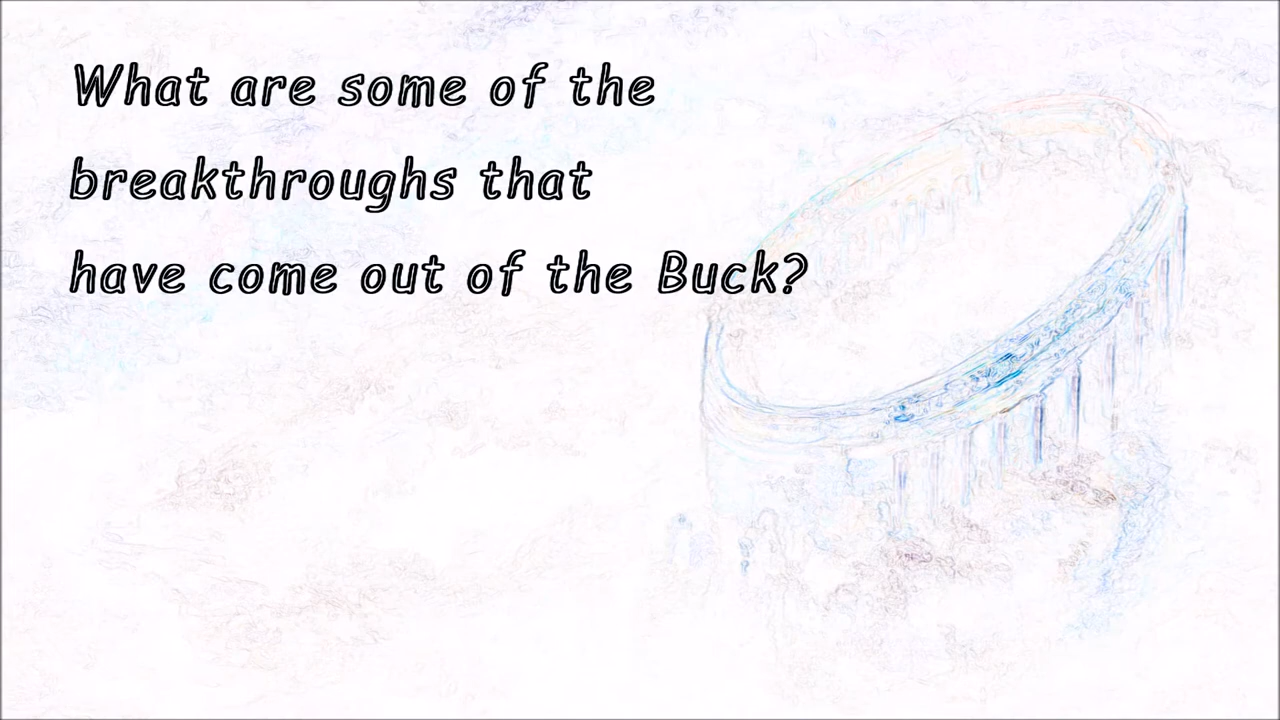 What are some of the
breakthroughs that
have come out of the Buck?